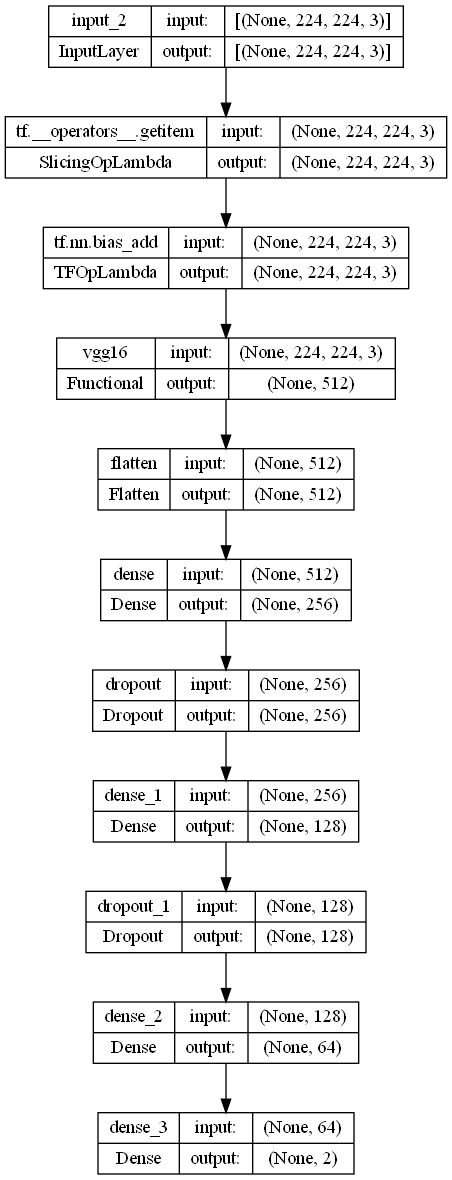 input_2 input: [(None, 224, 224, 3)]
InputLayer output: [(None, 224, 224, 3)]
tf.__operators__.getitem input: (None, 224, 224, 3)
SlicingOpLambda output: (None, 224, 224, 3)
tf.nn.bias_add input: (None, 224, 224, 3)
TFOpLambda output: (None, 224, 224, 3)
vgg16 input: (None, 224, 224, 3)
Functional output: (None, 512)
flatten input: (None, 512)
Flatten output: (None, 512)
dense input: (None, 512)
Dense output: (None, 256)
dropout input: (None, 256)
Dropout output: (None, 256)
dense_1 input: (None, 256)
Dense output: (None, 128)
dropout_1 input: (None, 128)
Dropout output: (None, 128)
dense_2 input: (None, 128)
Dense output: (None, 64)
dense_3 input: (None, 64)
Dense output: (None, 2)